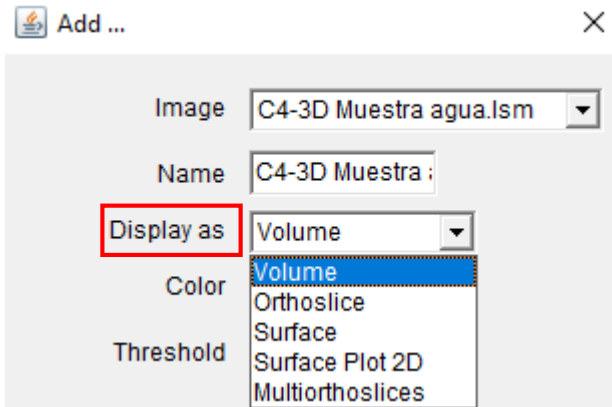 Add ...
Image C4-3D Muestra agua.lsm
Name C4-3D Muestra
Display as Volume
Volume
Color
Orthoslice
Surface
Threshold
Surface Plot 2D
Multiorthoslices